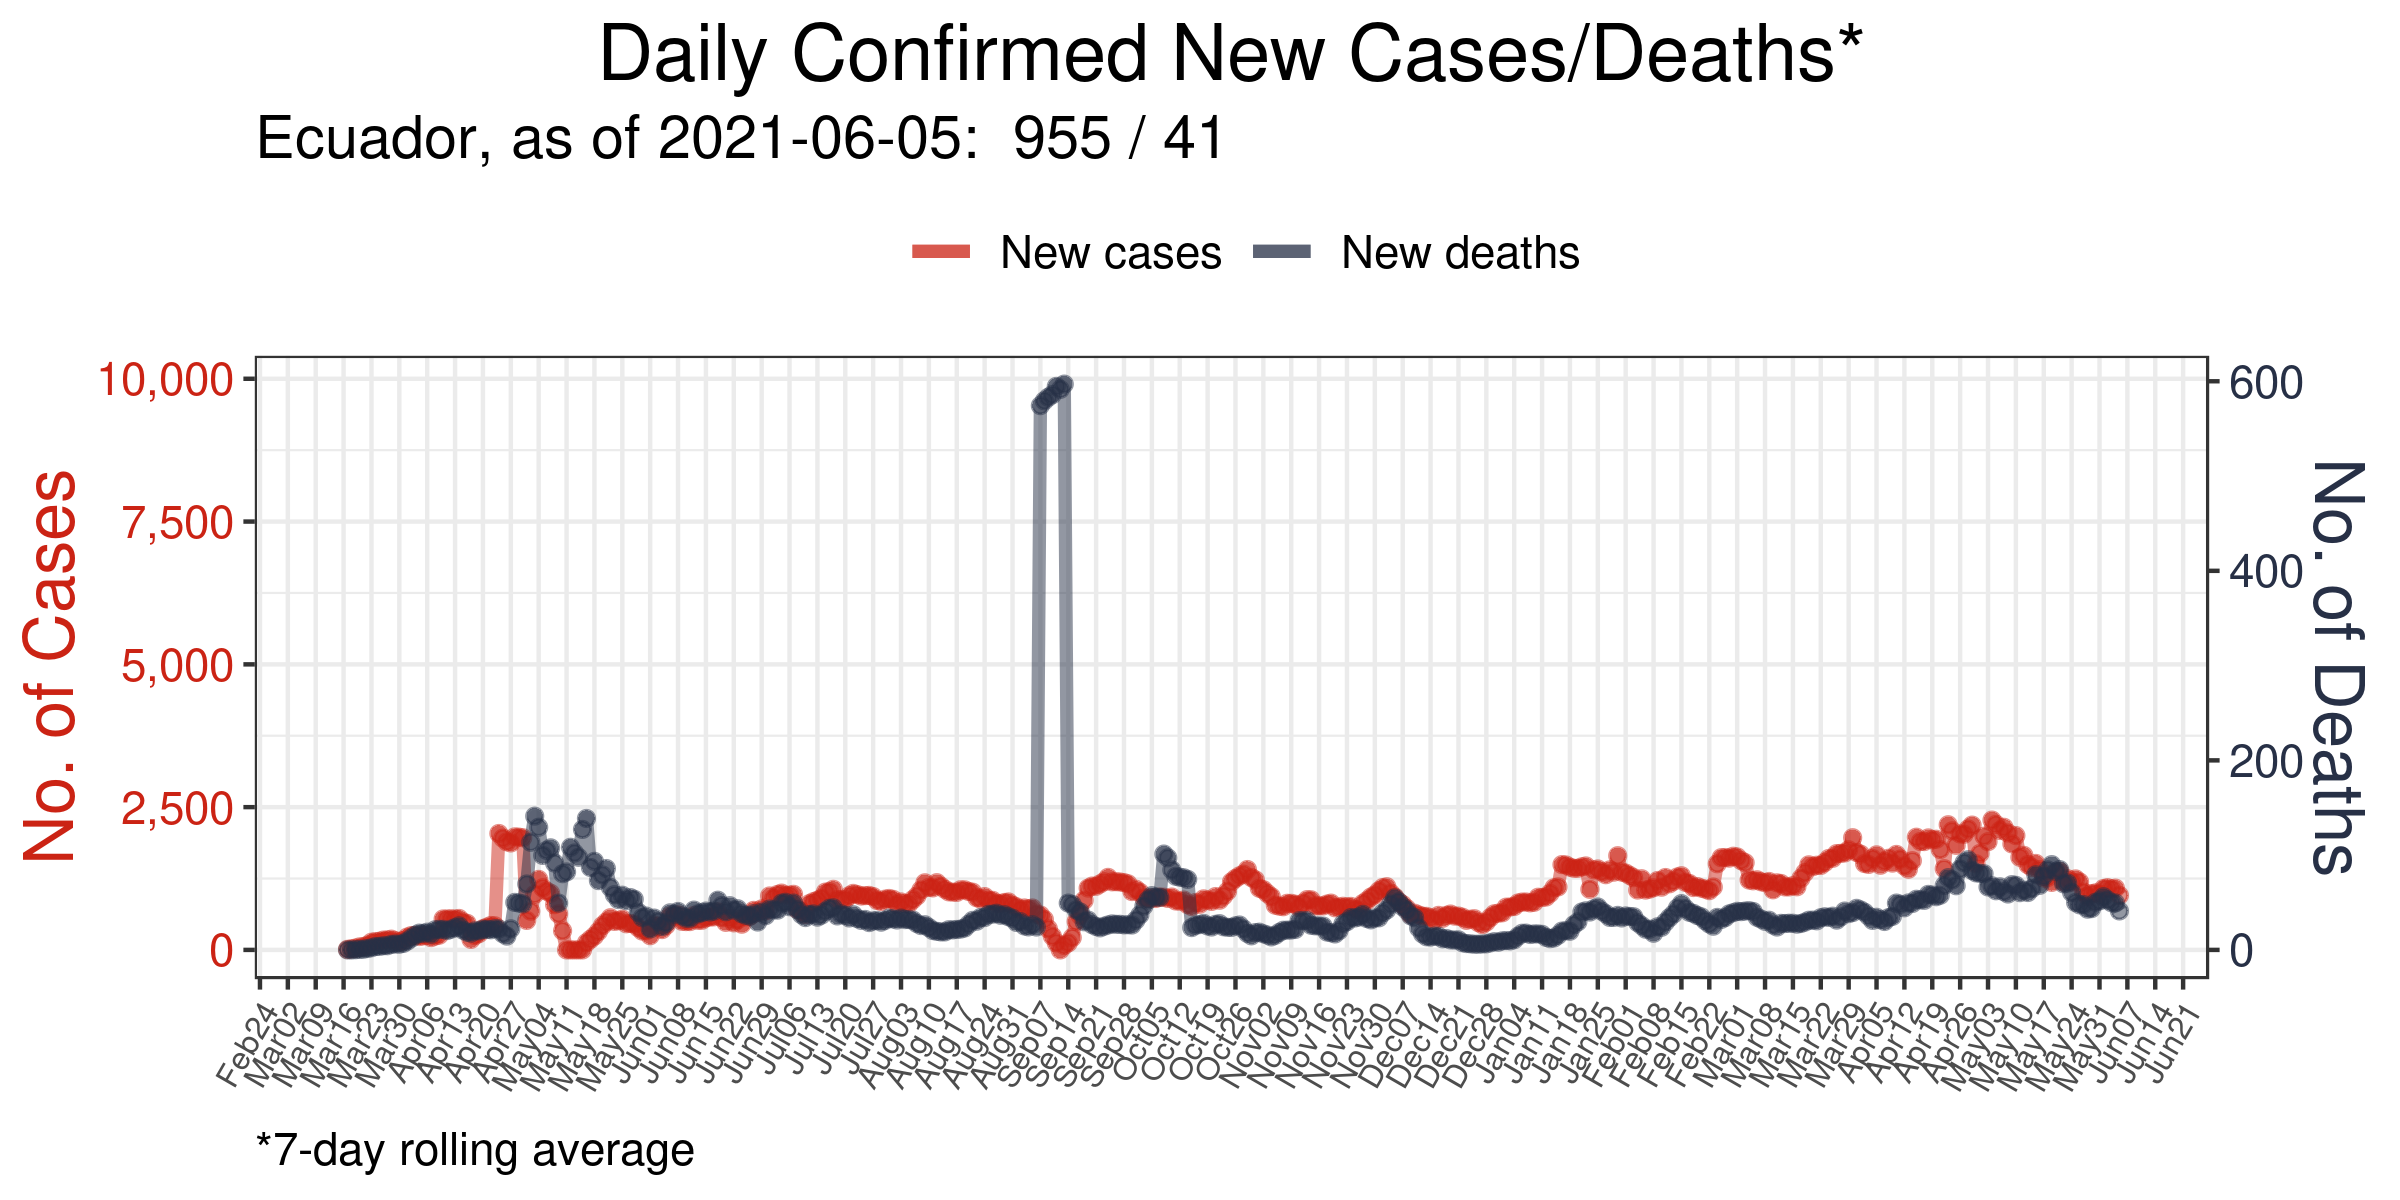 Daily Confirmed New Cases/Deaths*
Ecuador, as of 2021-06-05:  955 / 41
New cases
New deaths
No. of Cases
10,000
7,500
5,000
2,500
0
600
400
200
0
No. of Deaths
Feb24
Mar02
Mar09
Mar16
Mar23
Mar30
Apr06
Apr13
Apr20
Apr27
May04
May11
May18
May25
Jun01
Jun08
Jun15
Jun22
Jun29
Jul06
Jul13
Jul20
Jul27
Aug03
Aug10
Aug17
Aug24
Aug31
Sep07
Sep14
Sep21
Sep28
Oct05
Oct12
Oct19
Oct26
Nov02
Nov09
Nov16
Nov23
Nov30
Dec07
Dec14
Dec21
Dec28
Jan04
Jan11
Jan18
Jan25
Feb01
Feb08
Feb15
Feb22
Mar01
Mar08
Mar15
Mar22
Mar29
Apr05
Apr12
Apr19
Apr26
May03
May10
May17
May24
May31
Jun07
Jun14
Jun21
*7-day rolling average